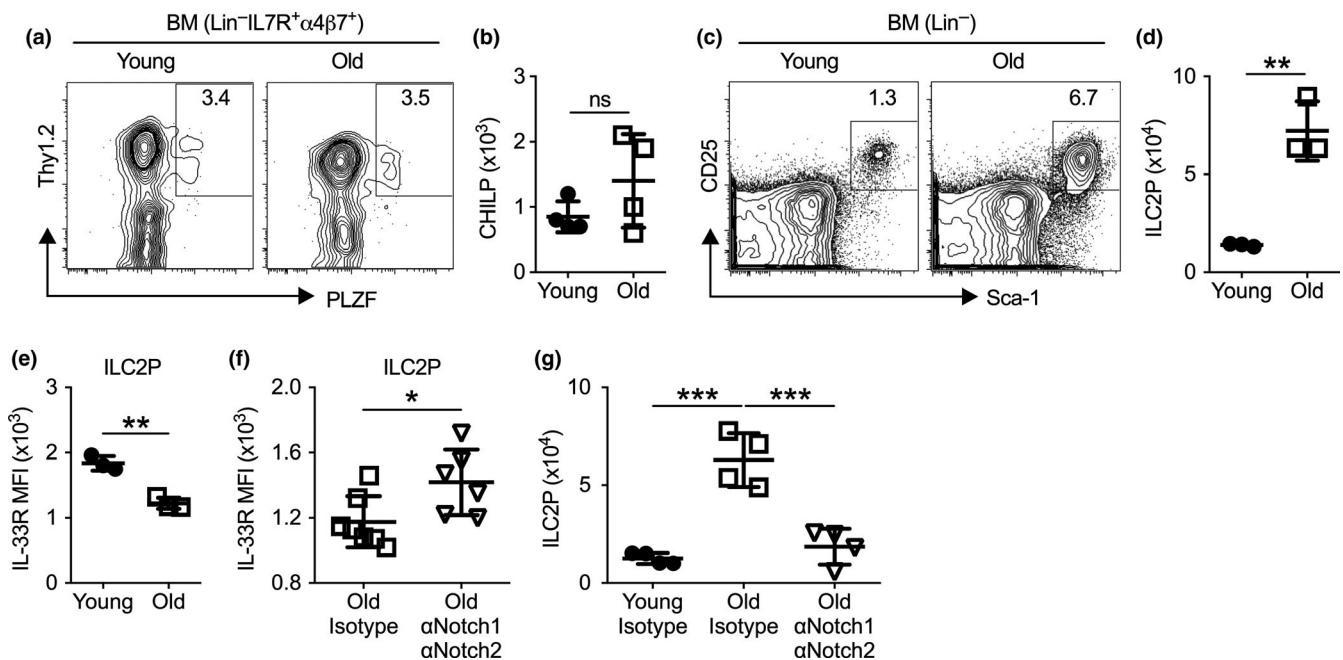 (a)
BM (Lin⁻IL7R⁺α4β7⁺)
Young
Old
3.4
3.5
Thy1.2
PLZF
(b)
CHILP (x10³)
3
2
1
0
ns
Young
Old
(c)
BM (Lin⁻)
Young
Old
1.3
6.7
CD25
Sca-1
(d)
ILC2P (x10⁴)
10
5
0
**
Young
Old
(e)
ILC2P
IL-33R MFI (x10³)
3
2
1
0
**
Young
Old
(f)
ILC2P
IL-33R MFI (x10³)
2.0
1.6
1.2
0.8
*
Old
Isotype
Old
αNotch1
αNotch2
(g)
ILC2P (x10⁴)
10
5
0
***
***
Young
Isotype
Old
Isotype
Old
αNotch1
αNotch2